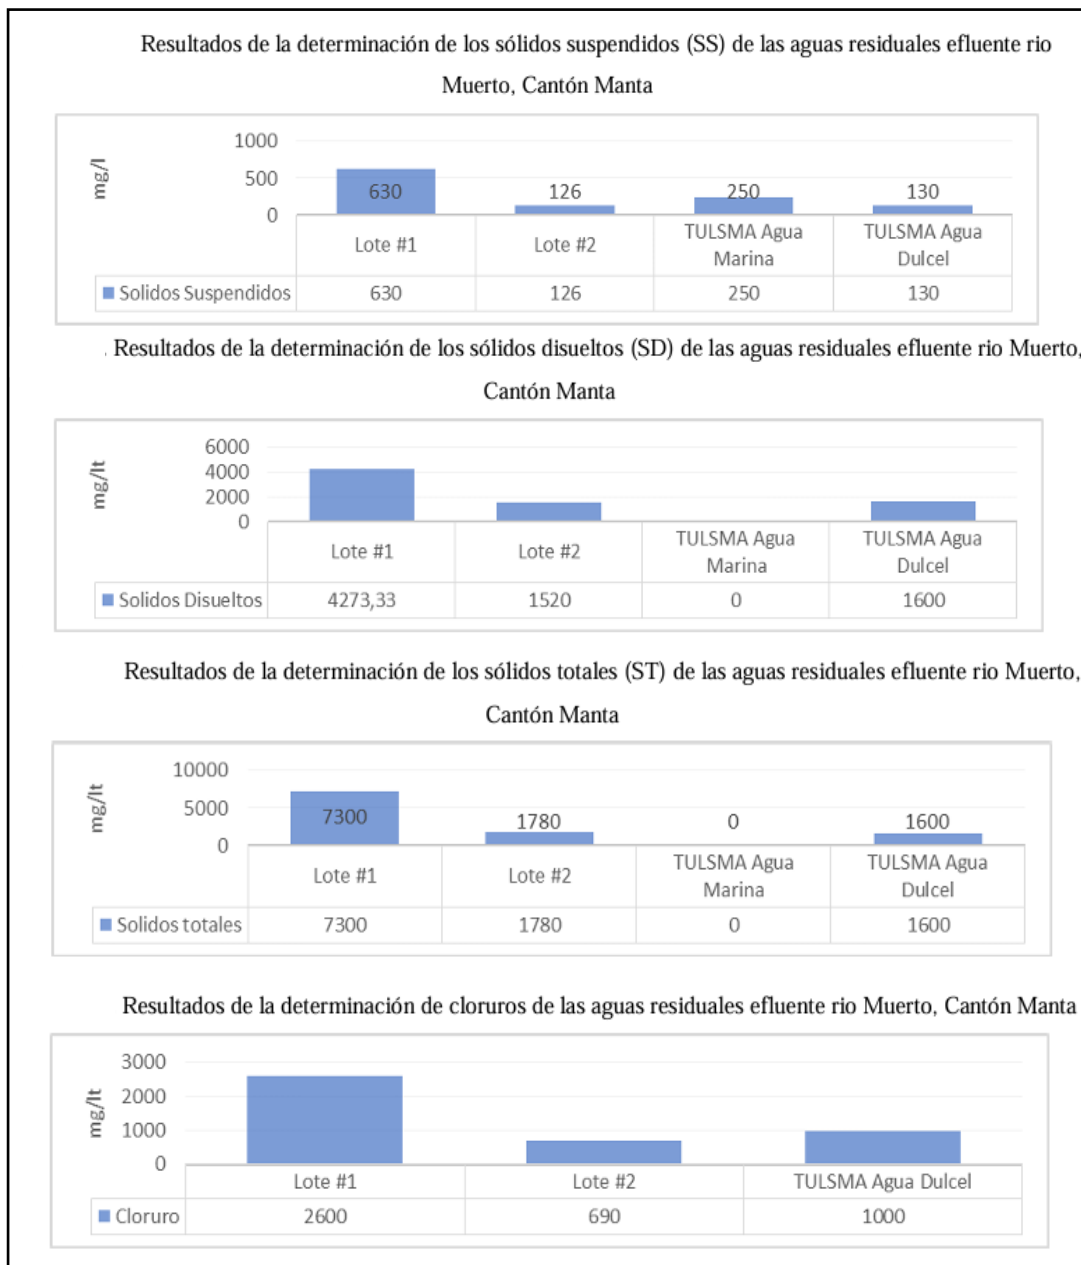 Resultados de la determinación de los sólidos suspendidos (SS) de las aguas residuales efluente rio
Muerto, Cantón Manta
mg/l
1000
500
0
630 126 250 130
Lote #1 Lote #2 TULSMA Agua Marina TULSMA Agua Dulcel
Solidos Suspendidos 630 126 250 130
. Resultados de la determinación de los sólidos disueltos (SD) de las aguas residuales efluente rio Muerto,
Cantón Manta
mg/lt
6000
4000
2000
0
Lote #1 Lote #2 TULSMA Agua Marina TULSMA Agua Dulcel
Solidos Disueltos 4273,33 1520 0 1600
Resultados de la determinación de los sólidos totales (ST) de las aguas residuales efluente rio Muerto,
Cantón Manta
mg/lt
10000
5000
0
7300 1780 0 1600
Lote #1 Lote #2 TULSMA Agua Marina TULSMA Agua Dulcel
Solidos totales 7300 1780 0 1600
Resultados de la determinación de cloruros de las aguas residuales efluente rio Muerto, Cantón Manta
mg/lt
3000
2000
1000
0
Lote #1 Lote #2 TULSMA Agua Dulcel
Cloruro 2600 690 1000